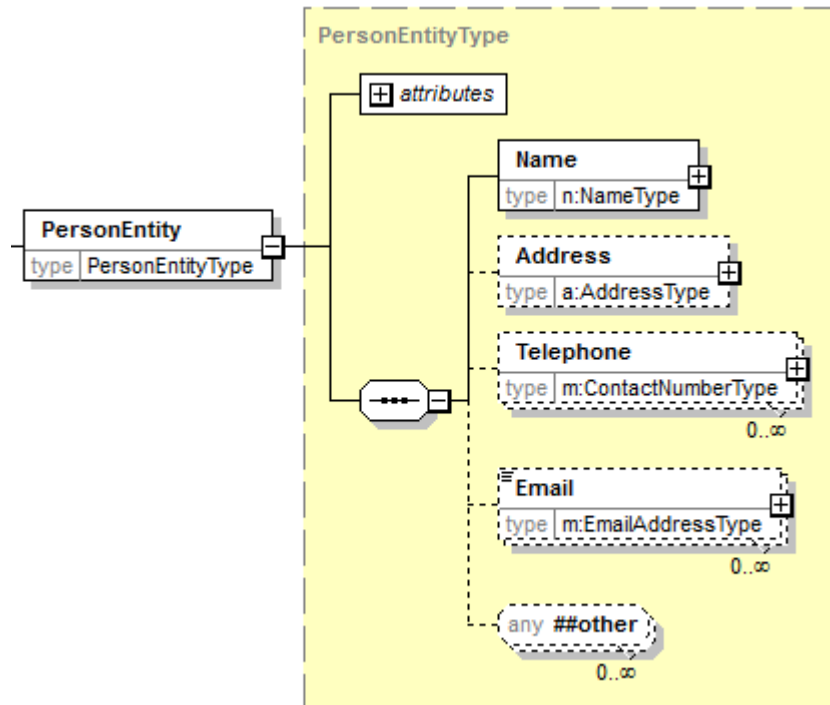 PersonEntityType
attributes
Name
type n:NameType
PersonEntity
type PersonEntityType
Address
type a:AddressType
Telephone
type m:ContactNumberType
0..∞
Email
type m:EmailAddressType
0..∞
any ##other
0..∞